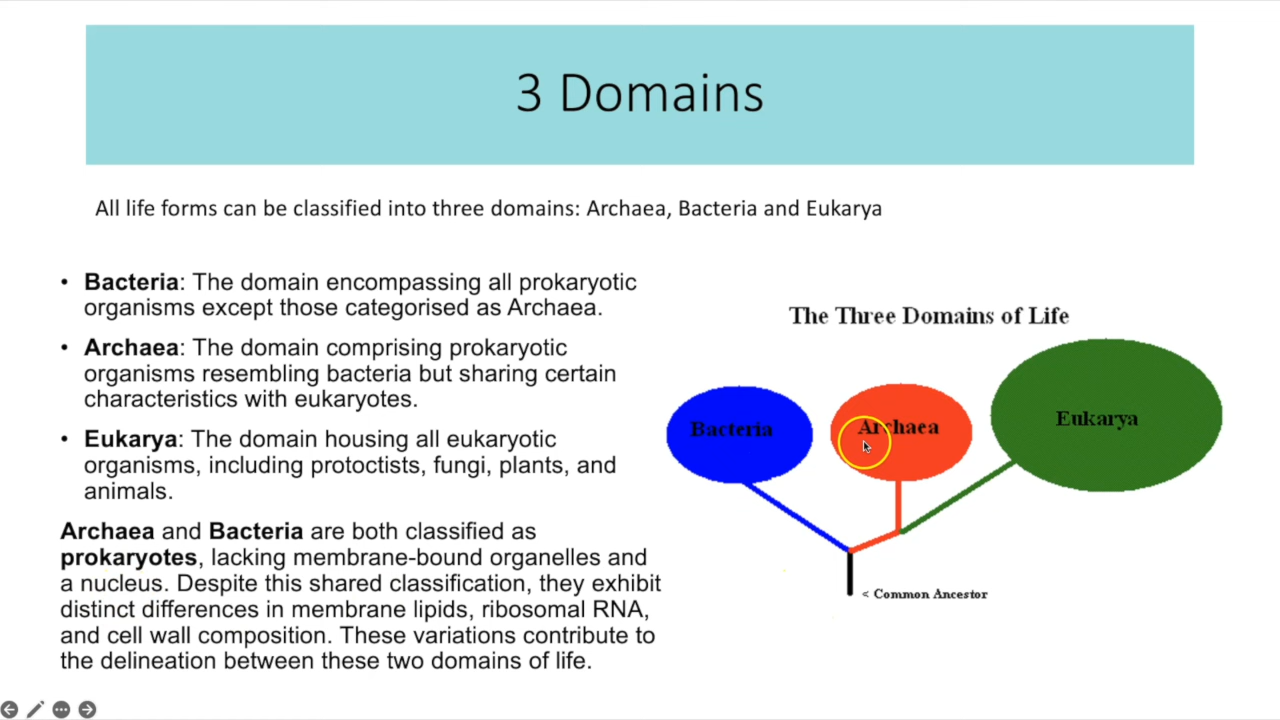 3 Domains
All life forms can be classified into three domains: Archaea, Bacteria and Eukarya
• Bacteria: The domain encompassing all prokaryotic
organisms except those categorised as Archaea.
• Archaea: The domain comprising prokaryotic
organisms resembling bacteria but sharing certain
characteristics with eukaryotes.
• Eukarya: The domain housing all eukaryotic
organisms, including protoctists, fungi, plants, and
animals.
Archaea and Bacteria are both classified as
prokaryotes, lacking membrane-bound organelles and
a nucleus. Despite this shared classification, they exhibit
distinct differences in membrane lipids, ribosomal RNA,
and cell wall composition. These variations contribute to
the delineation between these two domains of life.
The Three Domains of Life
Bacteria
Archaea
Eukarya
< Common Ancestor